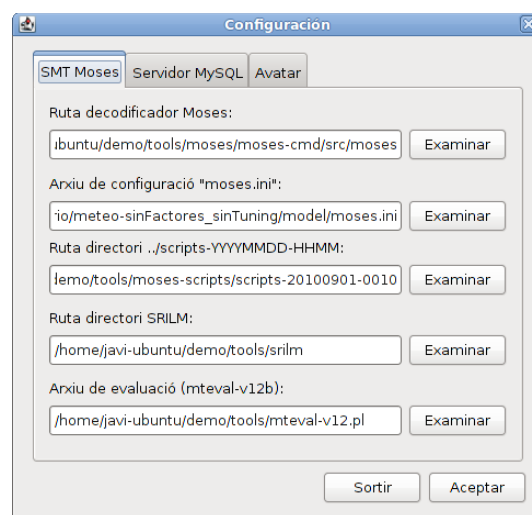 Configuración
SMT Moses Servidor MySQL Avatar
Ruta decodificador Moses:
ubuntu/demo/tools/moses/moses-cmd/src/moses Examinar
Arxiu de configuració "moses.ini":
rio/meteo-sinFactores_sinTuning/model/moses.ini Examinar
Ruta directori ../scripts-YYYYMMDD-HHMM:
demo/tools/moses-scripts/scripts-20100901-0010 Examinar
Ruta directori SRILM:
/home/javi-ubuntu/demo/tools/srilm Examinar
Arxiu de evaluació (mteval-v12b):
/home/javi-ubuntu/demo/tools/mteval-v12.pl Examinar
Sortir Aceptar